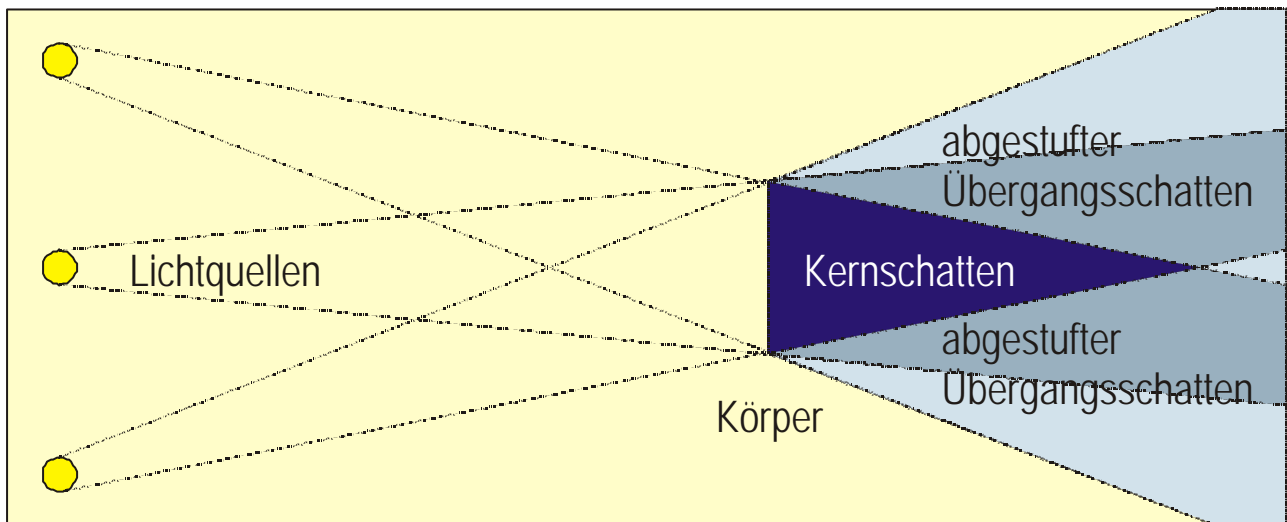 abgestufter
Übergangsschatten
Lichtquellen
Kernschatten
abgestufter
Übergangsschatten
Körper